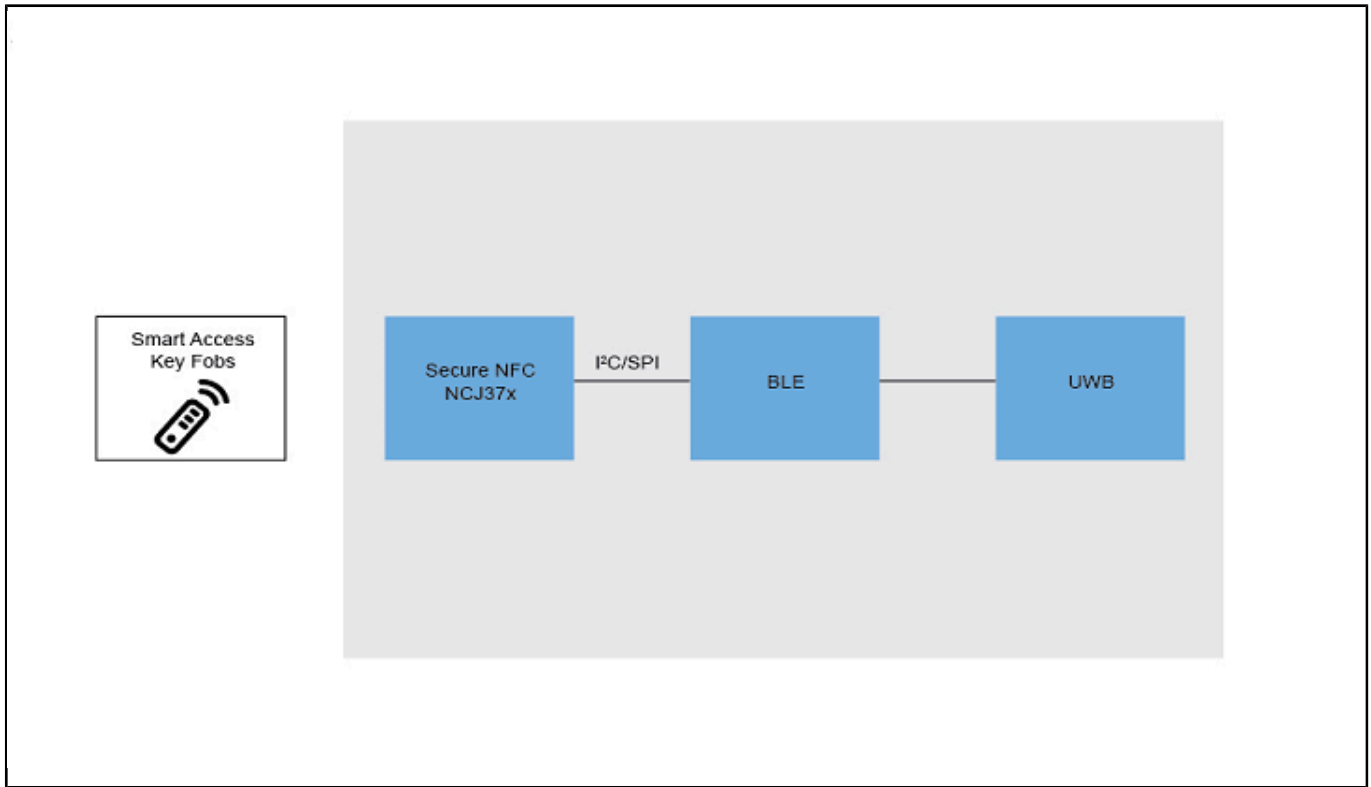 Smart Access
Key Fobs
Secure NFC
NCJ37x
I²C/SPI
BLE
UWB